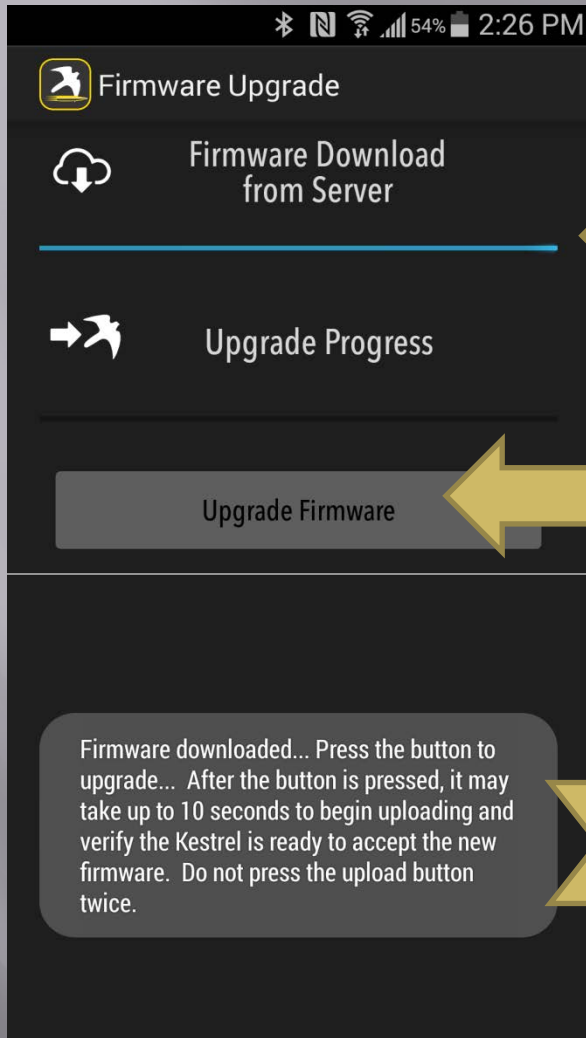 54% 2:26 PM
Firmware Upgrade
Firmware Download
from Server
Upgrade Progress
Upgrade Firmware
Firmware downloaded... Press the button to
upgrade... After the button is pressed, it may
take up to 10 seconds to begin uploading and
verify the Kestrel is ready to accept the new
firmware. Do not press the upload button
twice.